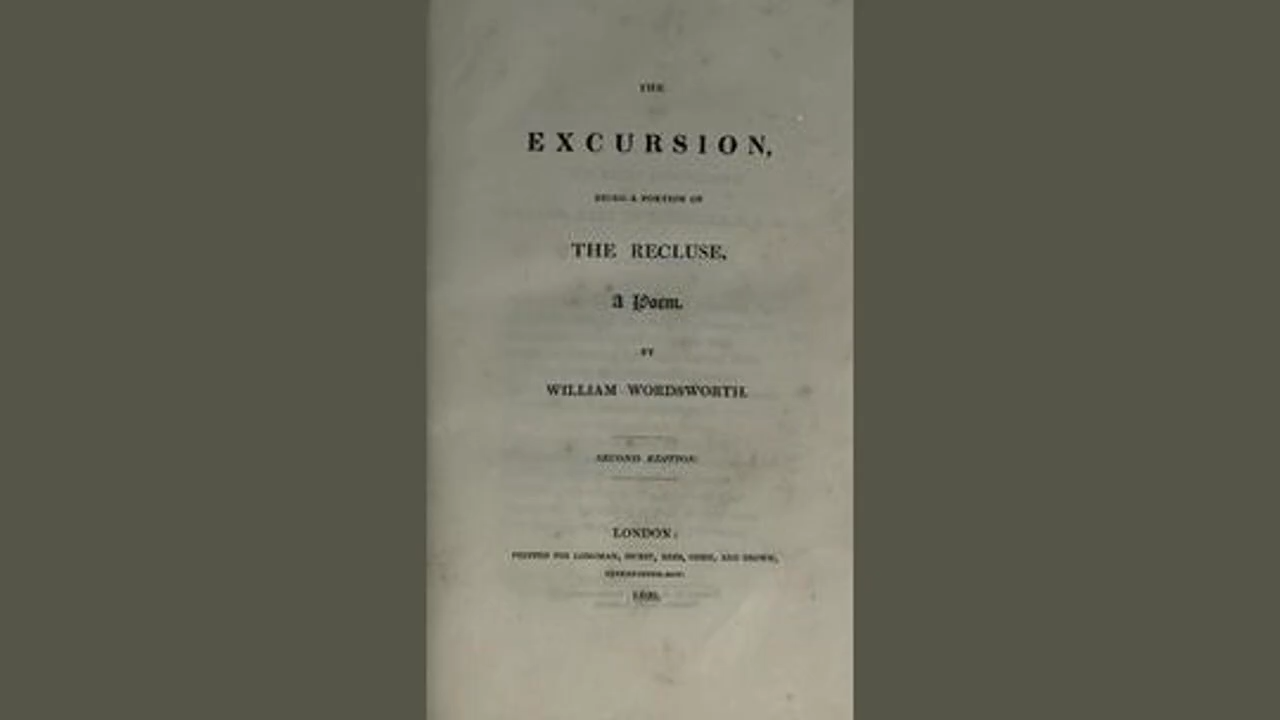 THE
EXCURSION,
BEING A PORTION OF
THE RECLUSE,
A Poem.
BY
WILLIAM WORDSWORTH.
SECOND EDITION.
LONDON:
PRINTED FOR LONGMAN, HURST, REES, ORME, AND BROWN,
PATERNOSTER-ROW.
1820.